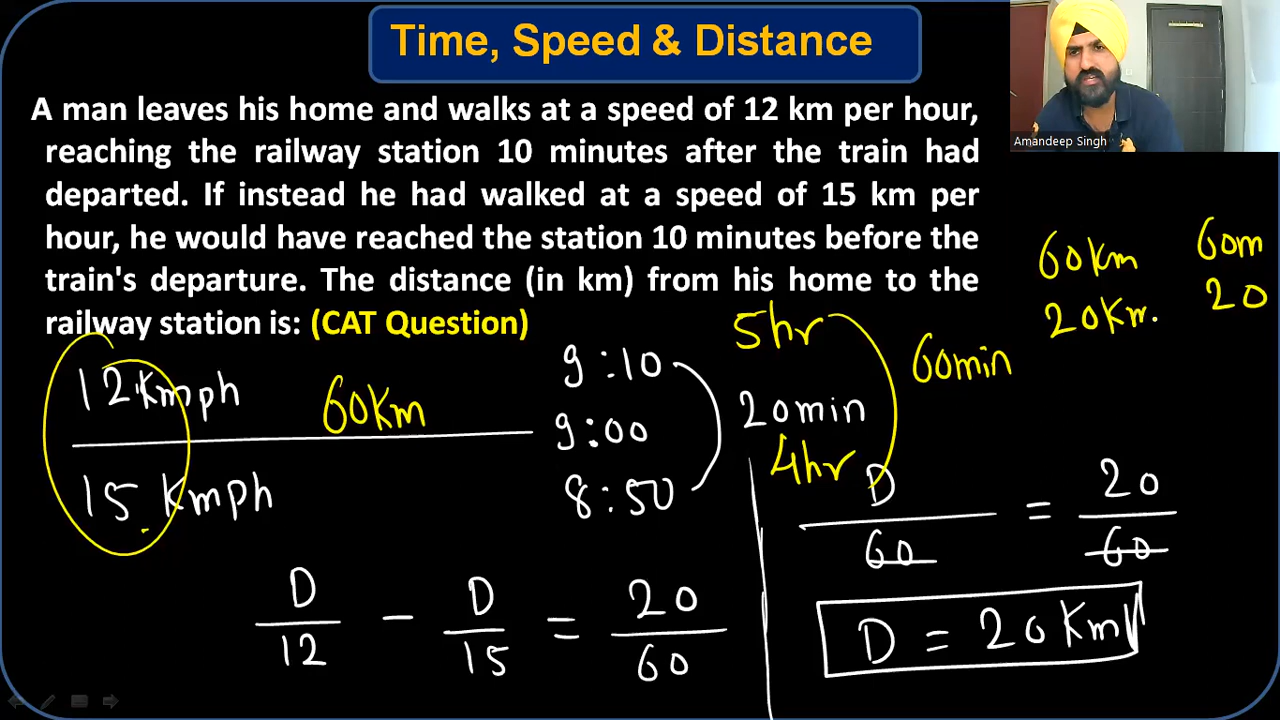 Time, Speed & Distance
A man leaves his home and walks at a speed of 12 km per hour,
reaching the railway station 10 minutes after the train had
departed. If instead he had walked at a speed of 15 km per
hour, he would have reached the station 10 minutes before the
train's departure. The distance (in km) from his home to the
railway station is: (CAT Question)
Amandeep Singh
60km 60m
20Km. 20
12Kmph
60Km
15 Kmph
9:10
9:00
8:50
5hr
20min
4hr
60min
D/12 - D/15 = 20/60
D/60 = 20/60
D = 20 Km